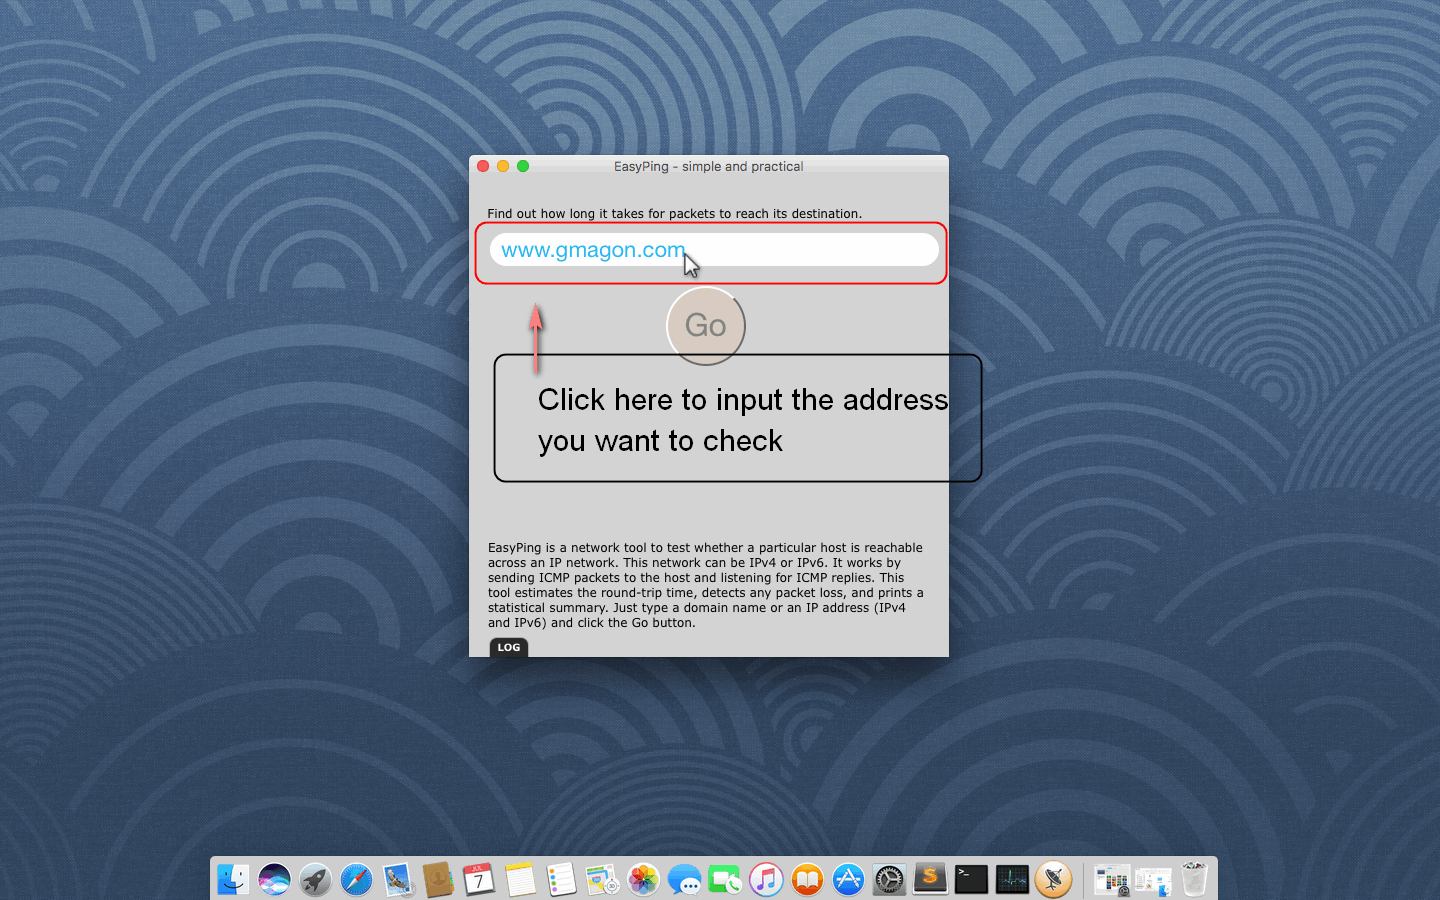 EasyPing - simple and practical
Find out how long it takes for packets to reach its destination.
www.gmagon.com
Go
Click here to input the address
you want to check
EasyPing is a network tool to test whether a particular host is reachable
across an IP network. This network can be IPv4 or IPv6. It works by
sending ICMP packets to the host and listening for ICMP replies. This
tool estimates the round-trip time, detects any packet loss, and prints a
statistical summary. Just type a domain name or an IP address (IPv4
and IPv6) and click the Go button.
LOG
JUL
7